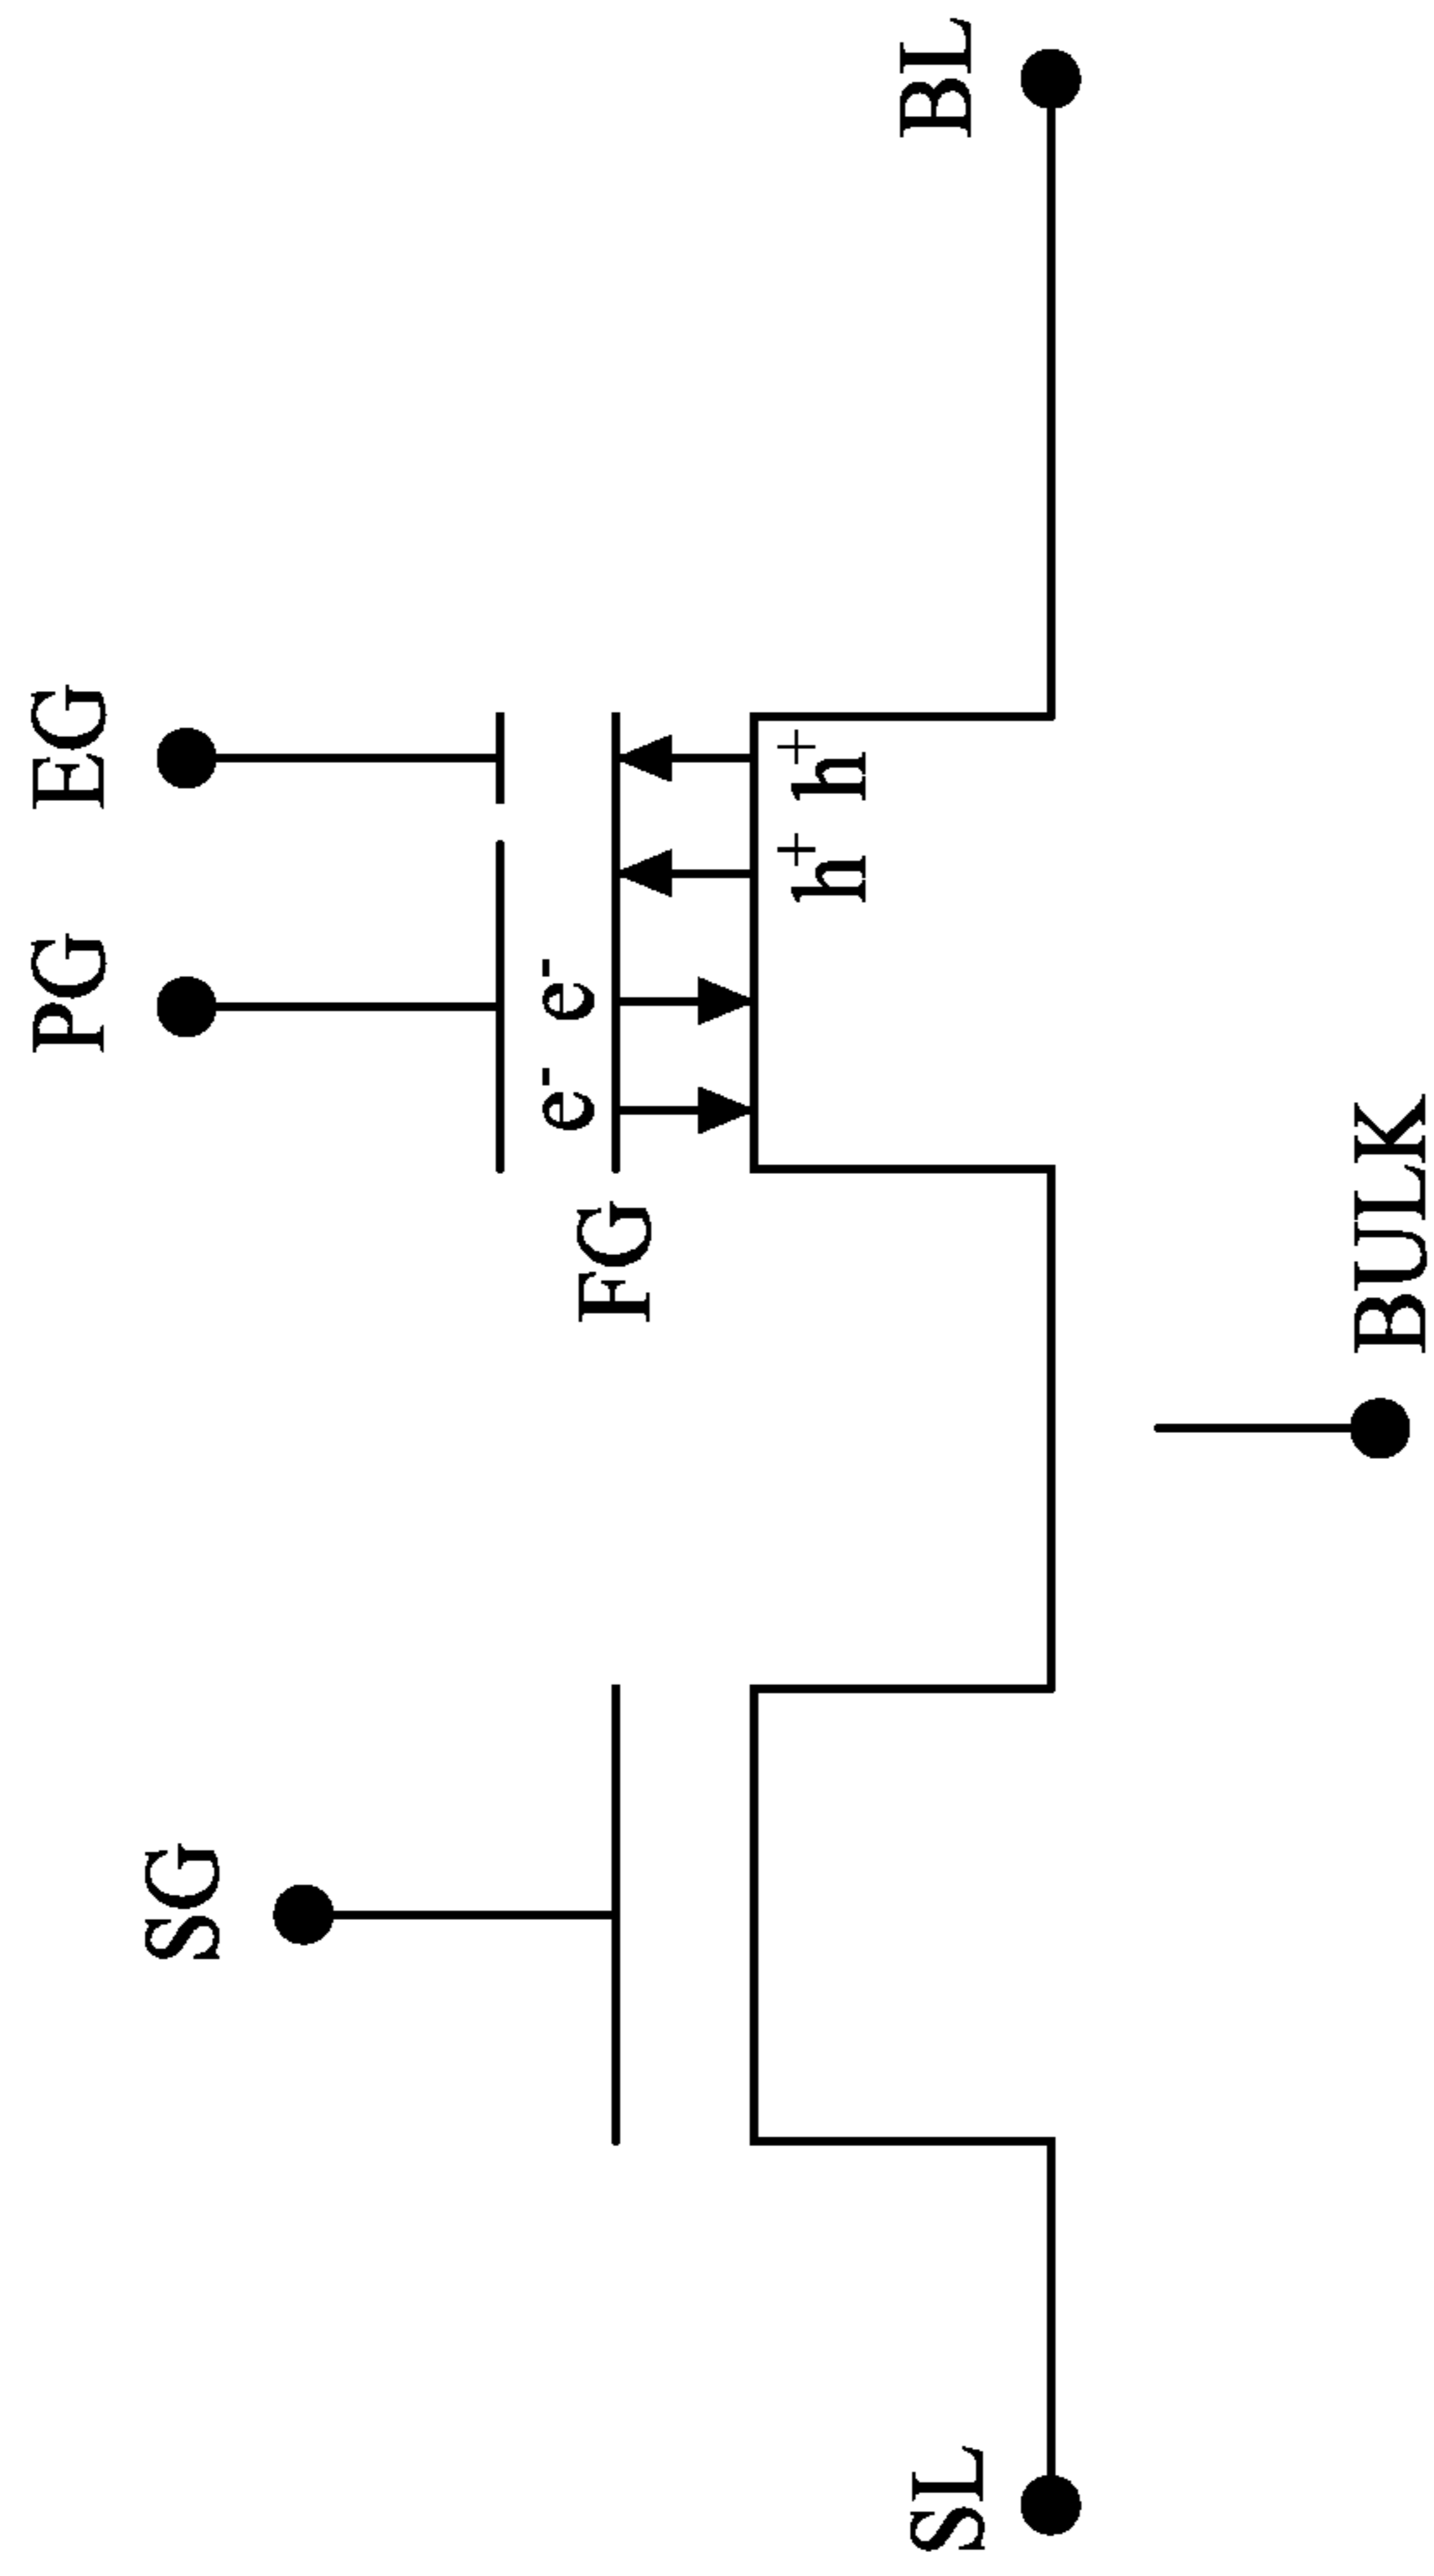 PG EG
SG
e⁻ e⁻
FG
h⁺ h⁺
SL BL
BULK